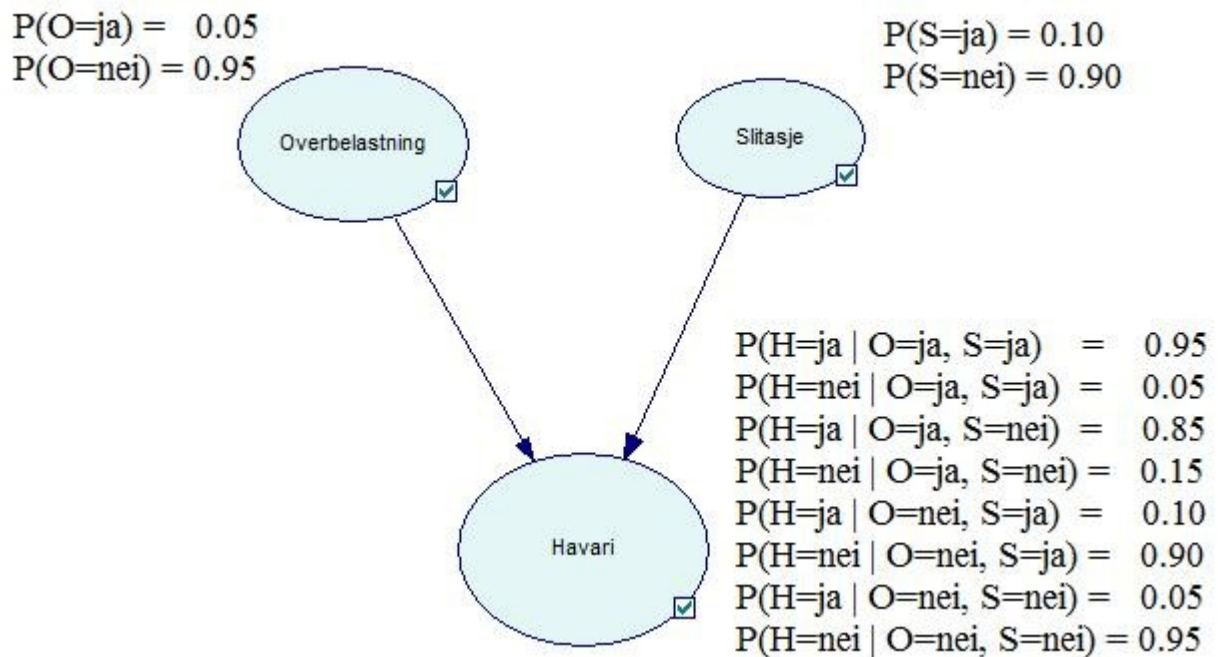 P(O=ja) = 0.05
P(O=nei) = 0.95
P(S=ja) = 0.10
P(S=nei) = 0.90
Overbelastning
Slitasje
Havari
P(H=ja | O=ja, S=ja) = 0.95
P(H=nei | O=ja, S=ja) = 0.05
P(H=ja | O=ja, S=nei) = 0.85
P(H=nei | O=ja, S=nei) = 0.15
P(H=ja | O=nei, S=ja) = 0.10
P(H=nei | O=nei, S=ja) = 0.90
P(H=ja | O=nei, S=nei) = 0.05
P(H=nei | O=nei, S=nei) = 0.95